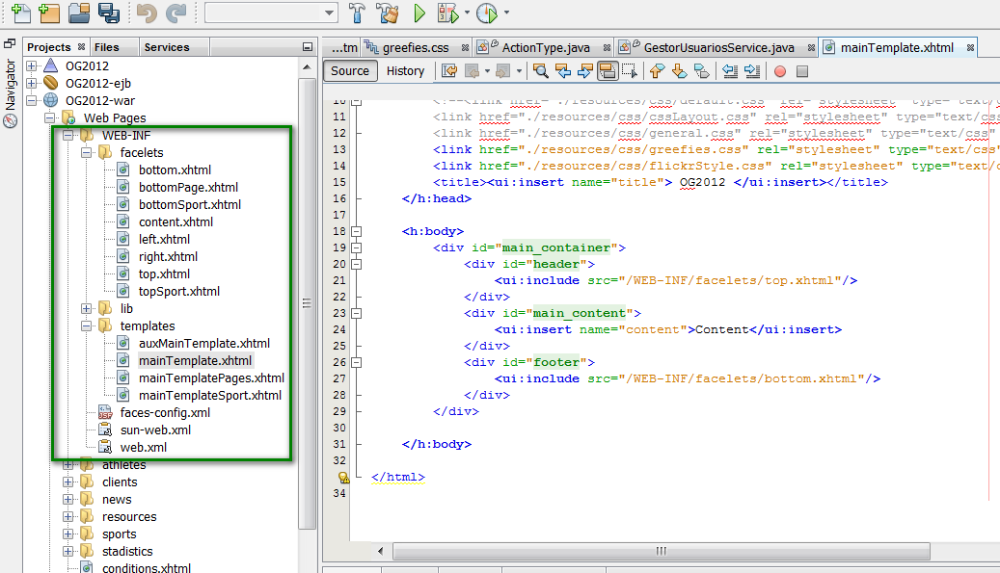 Projects Files Services
...tm greefies.css ActionType.java GestorUsuariosService.java mainTemplate.xhtml
Source History
Navigator
OG2012
OG2012-ejb
OG2012-war
Web Pages
WEB-INF
facelets
bottom.xhtml
bottomPage.xhtml
bottomSport.xhtml
content.xhtml
left.xhtml
right.xhtml
top.xhtml
topSport.xhtml
lib
templates
auxMainTemplate.xhtml
mainTemplate.xhtml
mainTemplatePages.xhtml
mainTemplateSport.xhtml
faces-config.xml
sun-web.xml
web.xml
athletes
clients
news
resources
sports
stadistics
conditions.xhtml
10 <!--<link href="./resources/css/default.css" rel="stylesheet" type="text/c
11 <link href="./resources/css/cssLayout.css" rel="stylesheet" type="text/css
12 <link href="./resources/css/general.css" rel="stylesheet" type="text/css"
13 <link href="./resources/css/greefies.css" rel="stylesheet" type="text/css"
14 <link href="./resources/css/flickrStyle.css" rel="stylesheet" type="text/c
15 <title><ui:insert name="title"> OG2012 </ui:insert></title>
16 </h:head>
17
18 <h:body>
19 <div id="main_container">
20 <div id="header">
21 <ui:include src="/WEB-INF/facelets/top.xhtml"/>
22 </div>
23 <div id="main_content">
24 <ui:insert name="content">Content</ui:insert>
25 </div>
26 <div id="footer">
27 <ui:include src="/WEB-INF/facelets/bottom.xhtml"/>
28 </div>
29 </div>
30
31 </h:body>
32
</html>
34